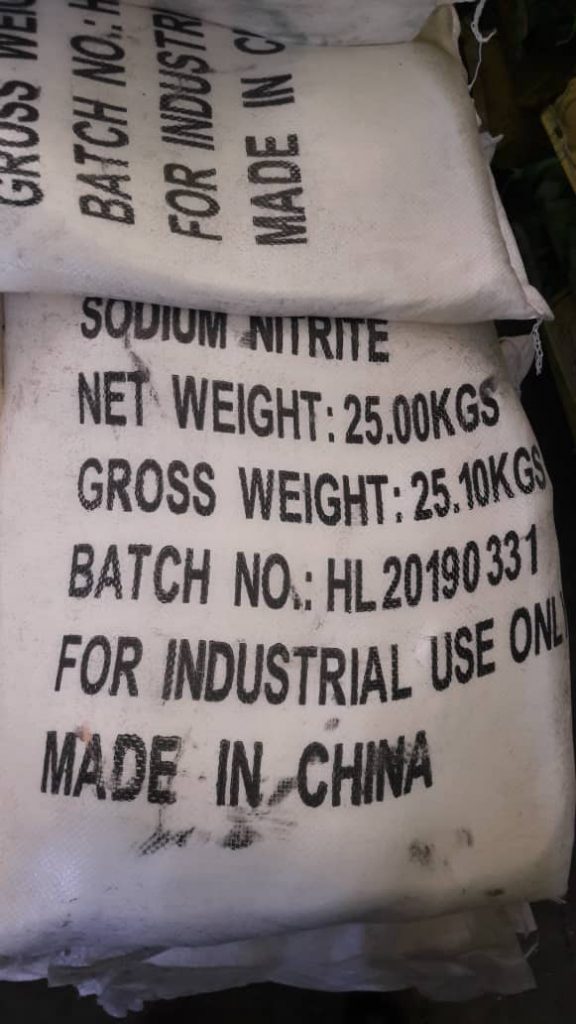 GROSS
BATCH NO.:
FOR
MADE IN
SODIUM NITRITE
NET WEIGHT: 25.00KGS
GROSS WEIGHT: 25.10KGS
BATCH NO.: HL20190331
FOR INDUSTRIAL USE ONLY
MADE IN CHINA